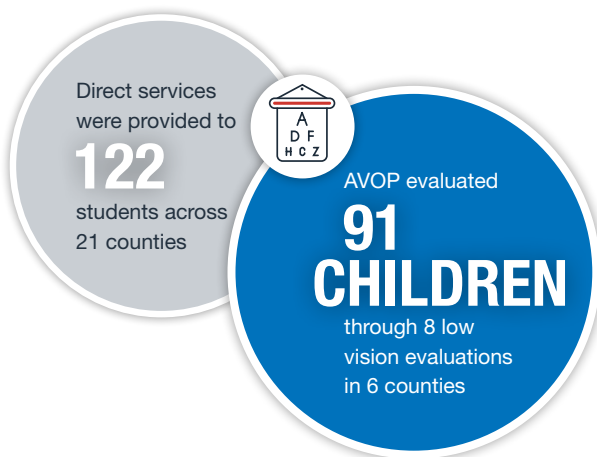 Direct services
were provided to
122
students across
21 counties
A
D F
H C Z
AVOP evaluated
91
CHILDREN
through 8 low
vision evaluations
in 6 counties